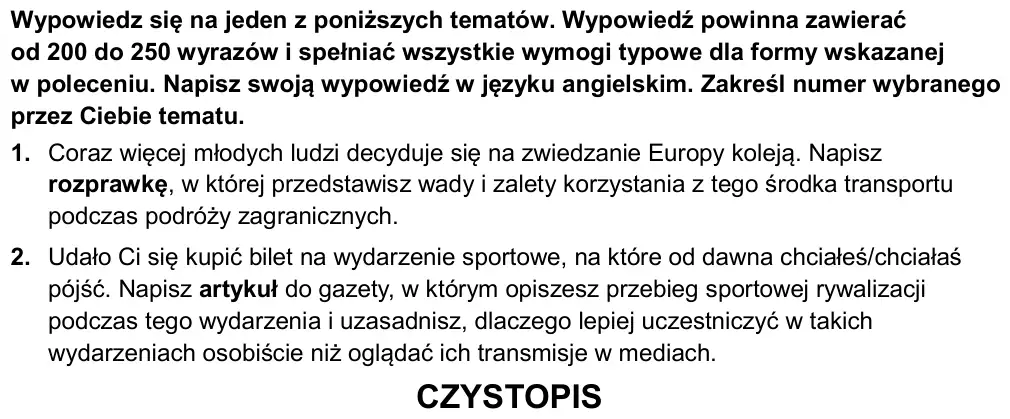 Wypowiedz się na jeden z poniższych tematów. Wypowiedź powinna zawierać
od 200 do 250 wyrazów i spełniać wszystkie wymogi typowe dla formy wskazanej
w poleceniu. Napisz swoją wypowiedź w języku angielskim. Zakreśl numer wybranego
przez Ciebie tematu.
1. Coraz więcej młodych ludzi decyduje się na zwiedzanie Europy koleją. Napisz
rozprawkę, w której przedstawisz wady i zalety korzystania z tego środka transportu
podczas podróży zagranicznych.
2. Udało Ci się kupić bilet na wydarzenie sportowe, na które od dawna chciałeś/chciałaś
pójść. Napisz artykuł do gazety, w którym opiszesz przebieg sportowej rywalizacji
podczas tego wydarzenia i uzasadnisz, dlaczego lepiej uczestniczyć w takich
wydarzeniach osobiście niż oglądać ich transmisje w mediach.
CZYSTOPIS